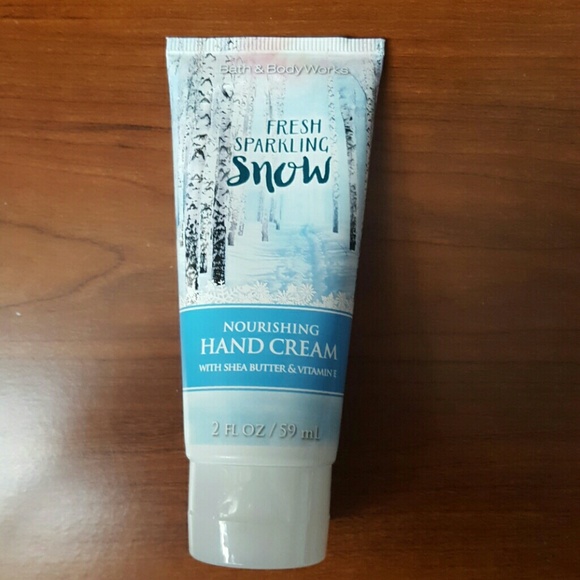 Bath & Body Works
FRESH
SPARKLING
snow
NOURISHING
HAND CREAM
WITH SHEA BUTTER & VITAMIN E
2 FL OZ / 59 mL